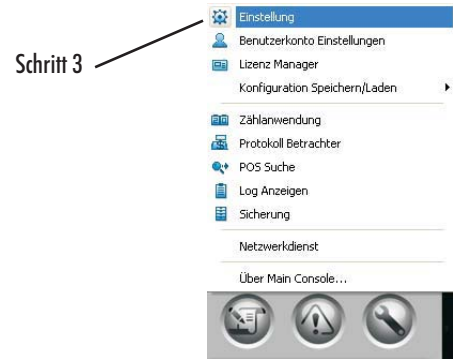 Schritt 3
Einstellung
Benutzerkonto Einstellungen
Lizenz Manager
Konfiguration Speichern/Laden
Zählanwendung
Protokoll Betrachter
POS Suche
Log Anzeigen
Sicherung
Netzwerkdienst
Über Main Console...